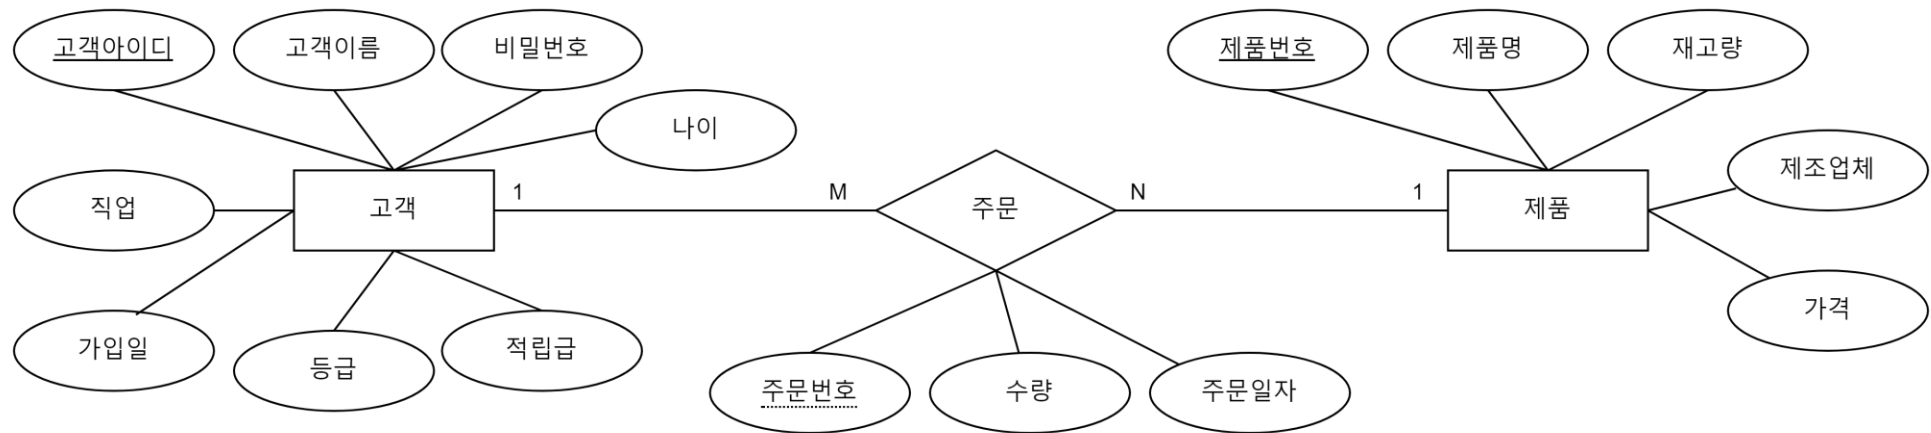 고객아이디
고객이름
비밀번호
나이
직업
고객
가입일
등급
적립급
1
M
주문
N
1
주문번호
수량
주문일자
제품번호
제품명
재고량
제조업체
제품
가격